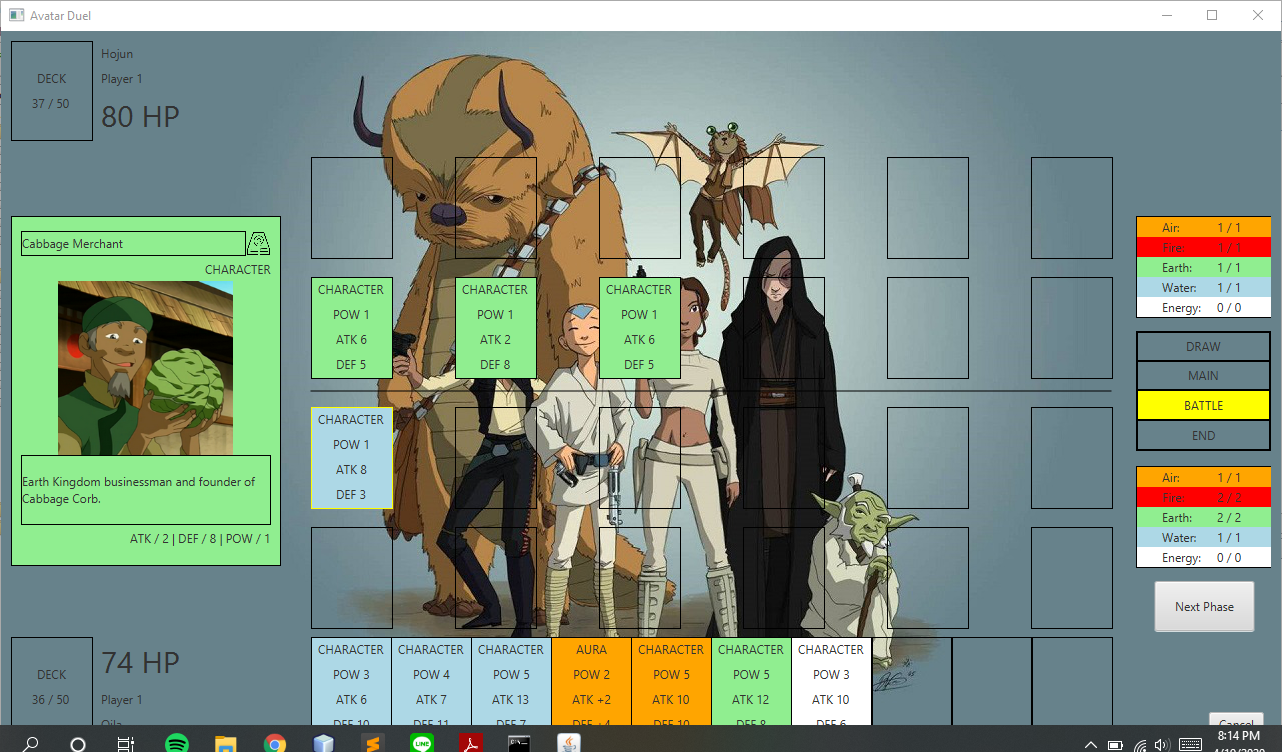 Avatar Duel
DECK
37 / 50
Hojun
Player 1
80 HP
Cabbage Merchant
CHARACTER
Earth Kingdom businessman and founder of
Cabbage Corb.
ATK / 2 | DEF / 8 | POW / 1
CHARACTER
POW 1
ATK 6
DEF 5
CHARACTER
POW 1
ATK 2
DEF 8
CHARACTER
POW 1
ATK 6
DEF 5
CHARACTER
POW 1
ATK 8
DEF 3
Air: 1 / 1
Fire: 1 / 1
Earth: 1 / 1
Water: 1 / 1
Energy: 0 / 0
DRAW
MAIN
BATTLE
END
Air: 1 / 1
Fire: 2 / 2
Earth: 2 / 2
Water: 1 / 1
Energy: 0 / 0
Next Phase
DECK
36 / 50
74 HP
Player 1
CHARACTER
POW 3
ATK 6
DEF 10
CHARACTER
POW 4
ATK 7
DEF 11
CHARACTER
POW 5
ATK 13
DEF 7
AURA
POW 2
ATK +2
DEF +4
CHARACTER
POW 5
ATK 10
DEF 10
CHARACTER
POW 5
ATK 12
DEF 8
CHARACTER
POW 3
ATK 10
DEF 6
Cancel
LINE
8:14 PM